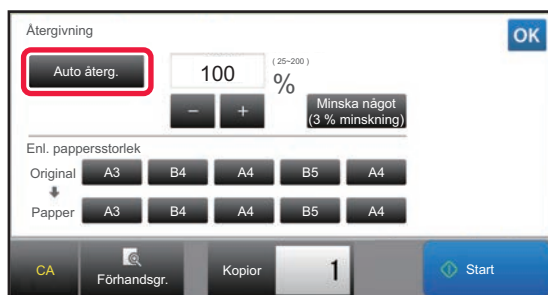 Återgivning
OK
Auto återg.
100
( 25~200 )
%
－
＋
Minska något
(3 % minskning)
Enl. pappersstorlek
Original A3 B4 A4 B5 A4
Papper A3 B4 A4 B5 A4
CA
Förhandsgr.
Kopior
1
Start